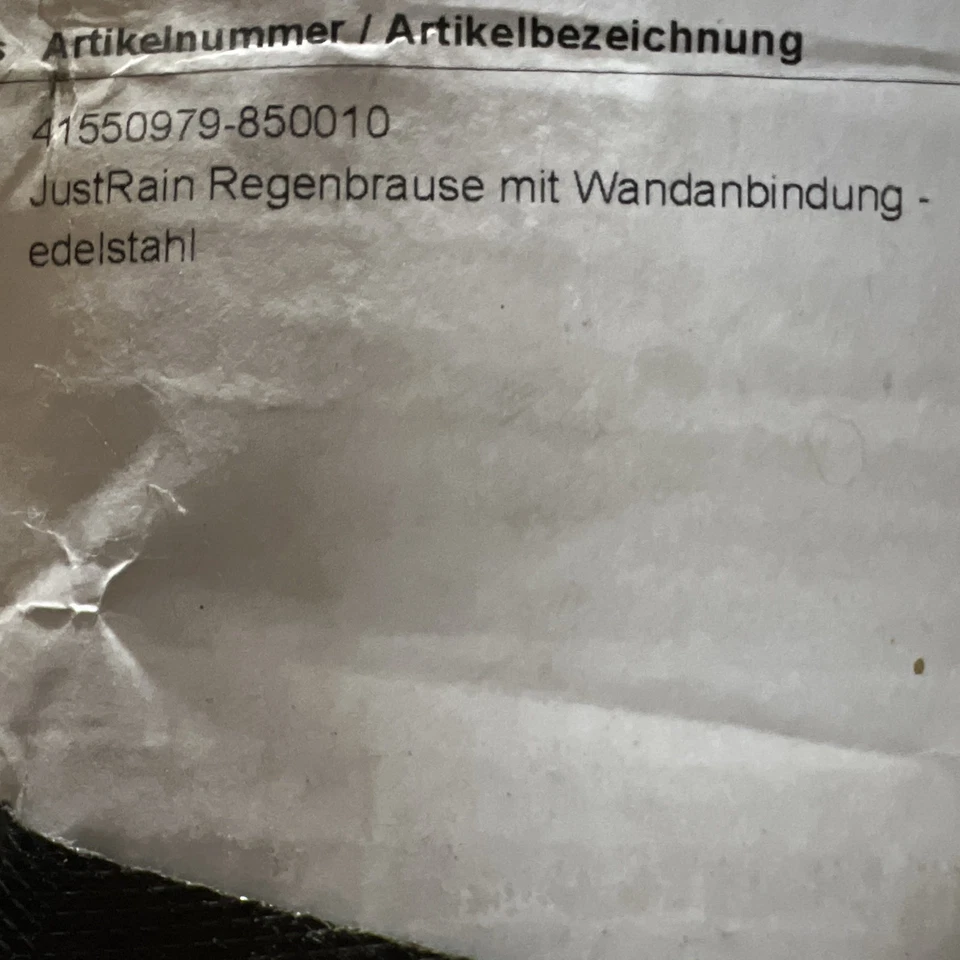 Artikelnummer / Artikelbezeichnung
41550979-850010
JustRain Regenbrause mit Wandanbindung -
edelstahl